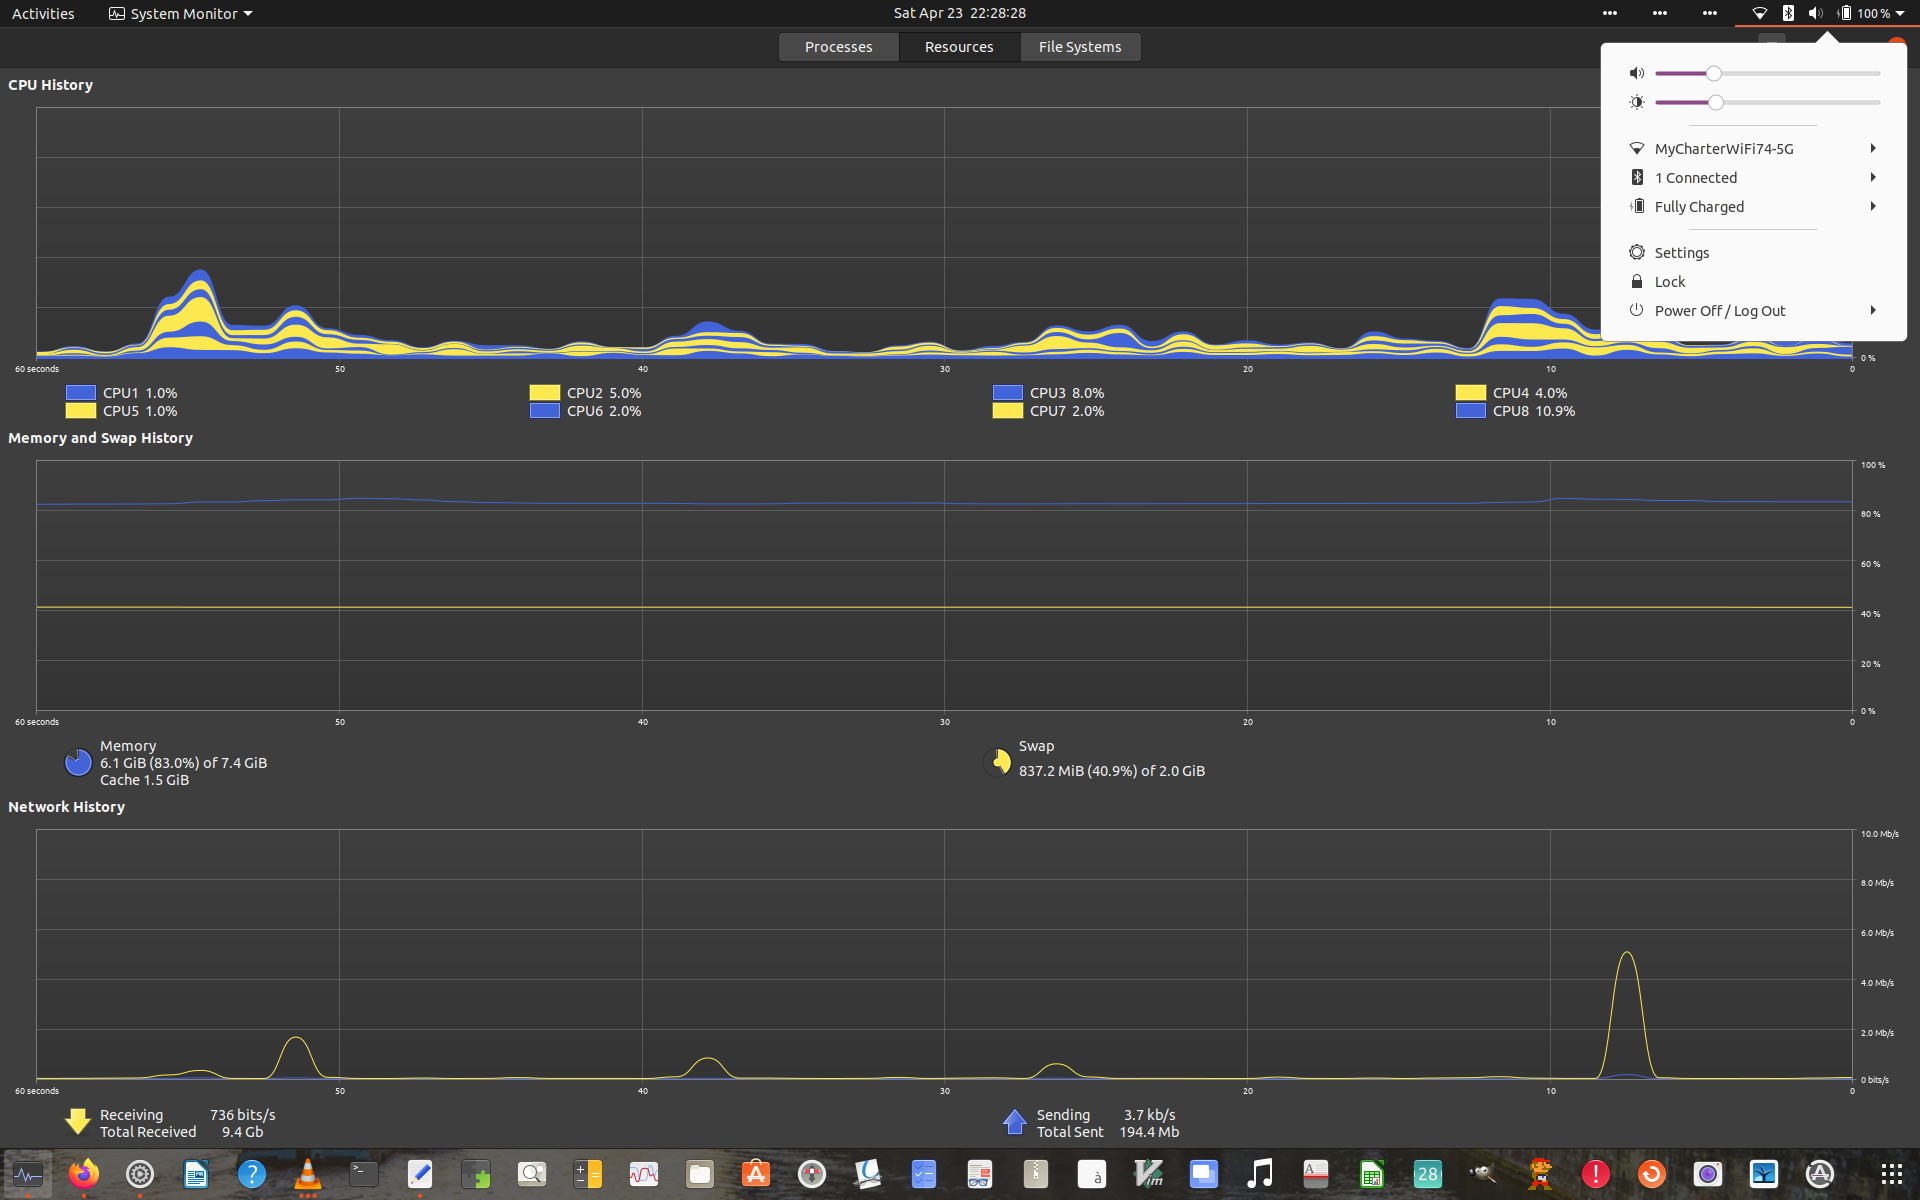 Activities
System Monitor
Sat Apr 23 22:28:28
100 %
Processes
Resources
File Systems
CPU History
MyCharterWiFi74-5G
1 Connected
Fully Charged
Settings
Lock
Power Off / Log Out
0 %
60 seconds 50 40 30 20 10 0
CPU1 1.0% CPU2 5.0% CPU3 8.0% CPU4 4.0%
CPU5 1.0% CPU6 2.0% CPU7 2.0% CPU8 10.9%
Memory and Swap History
100 %
80 %
60 %
40 %
20 %
0 %
60 seconds 50 40 30 20 10 0
Memory
6.1 GiB (83.0%) of 7.4 GiB
Cache 1.5 GiB
Swap
837.2 MiB (40.9%) of 2.0 GiB
Network History
10.0 Mb/s
8.0 Mb/s
6.0 Mb/s
4.0 Mb/s
2.0 Mb/s
0 bits/s
60 seconds 50 40 30 20 10 0
Receiving 736 bits/s
Total Received 9.4 Gb
Sending 3.7 kb/s
Total Sent 194.4 Mb
?
>_
A
à
Vim
A
28
!